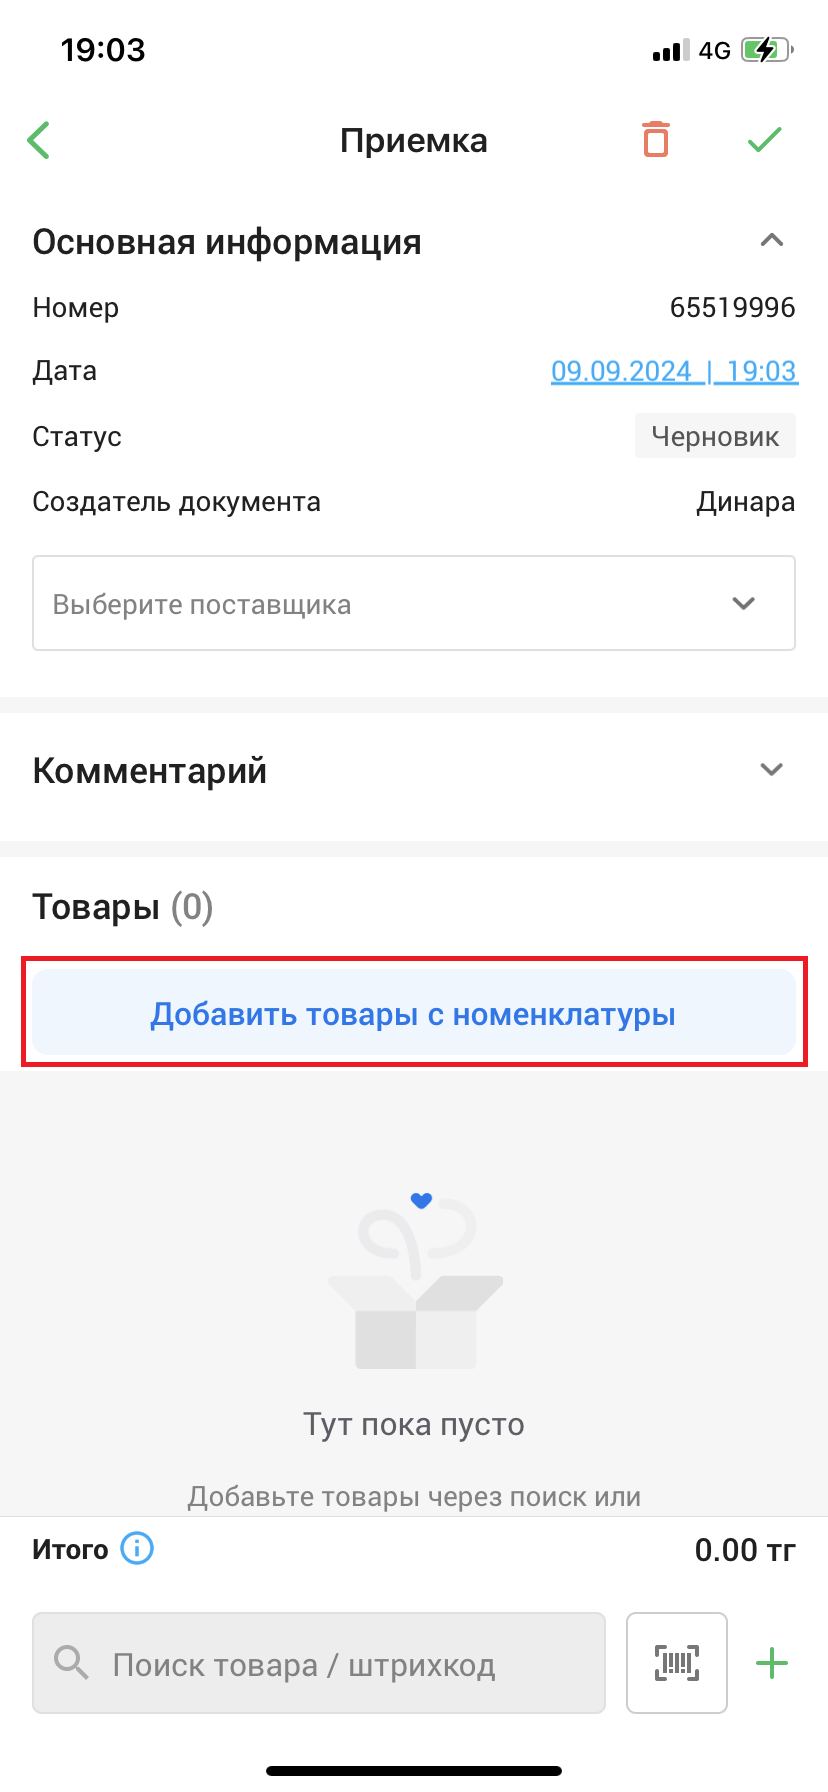 19:03
4G
Приемка
Основная информация
Номер 65519996
Дата 09.09.2024 | 19:03
Статус Черновик
Создатель документа Динара
Выберите поставщика
Комментарий
Товары (0)
Добавить товары с номенклатуры
Тут пока пусто
Добавьте товары через поиск или
Итого 0.00 тг
Поиск товара / штрихкод